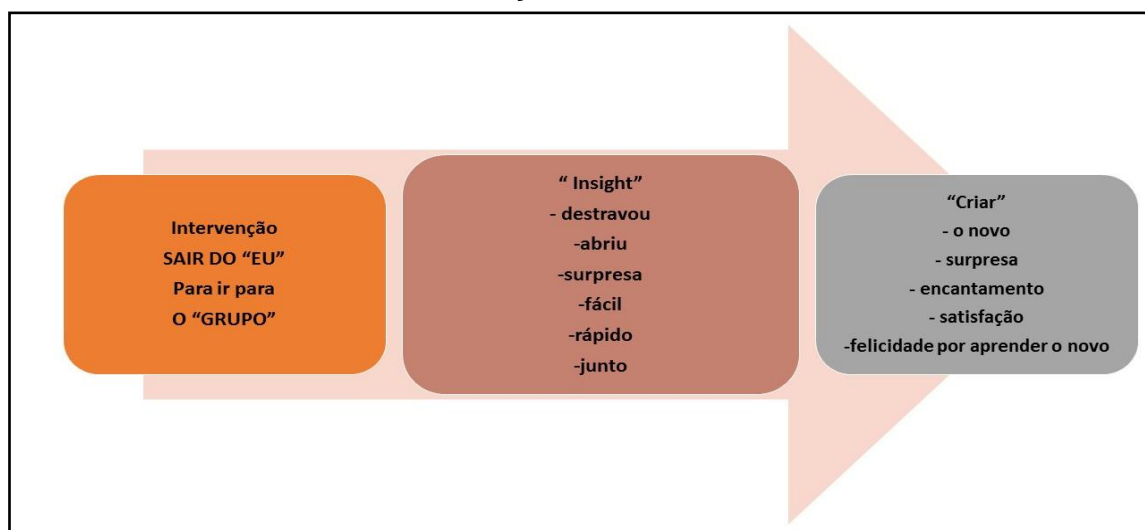 Intervenção
SAIR DO “EU”
Para ir para
O “GRUPO”
“ Insight”
- destravou
-abriu
-surpresa
-fácil
-rápido
-junto
“Criar”
- o novo
- surpresa
- encantamento
- satisfação
-felicidade por aprender o novo